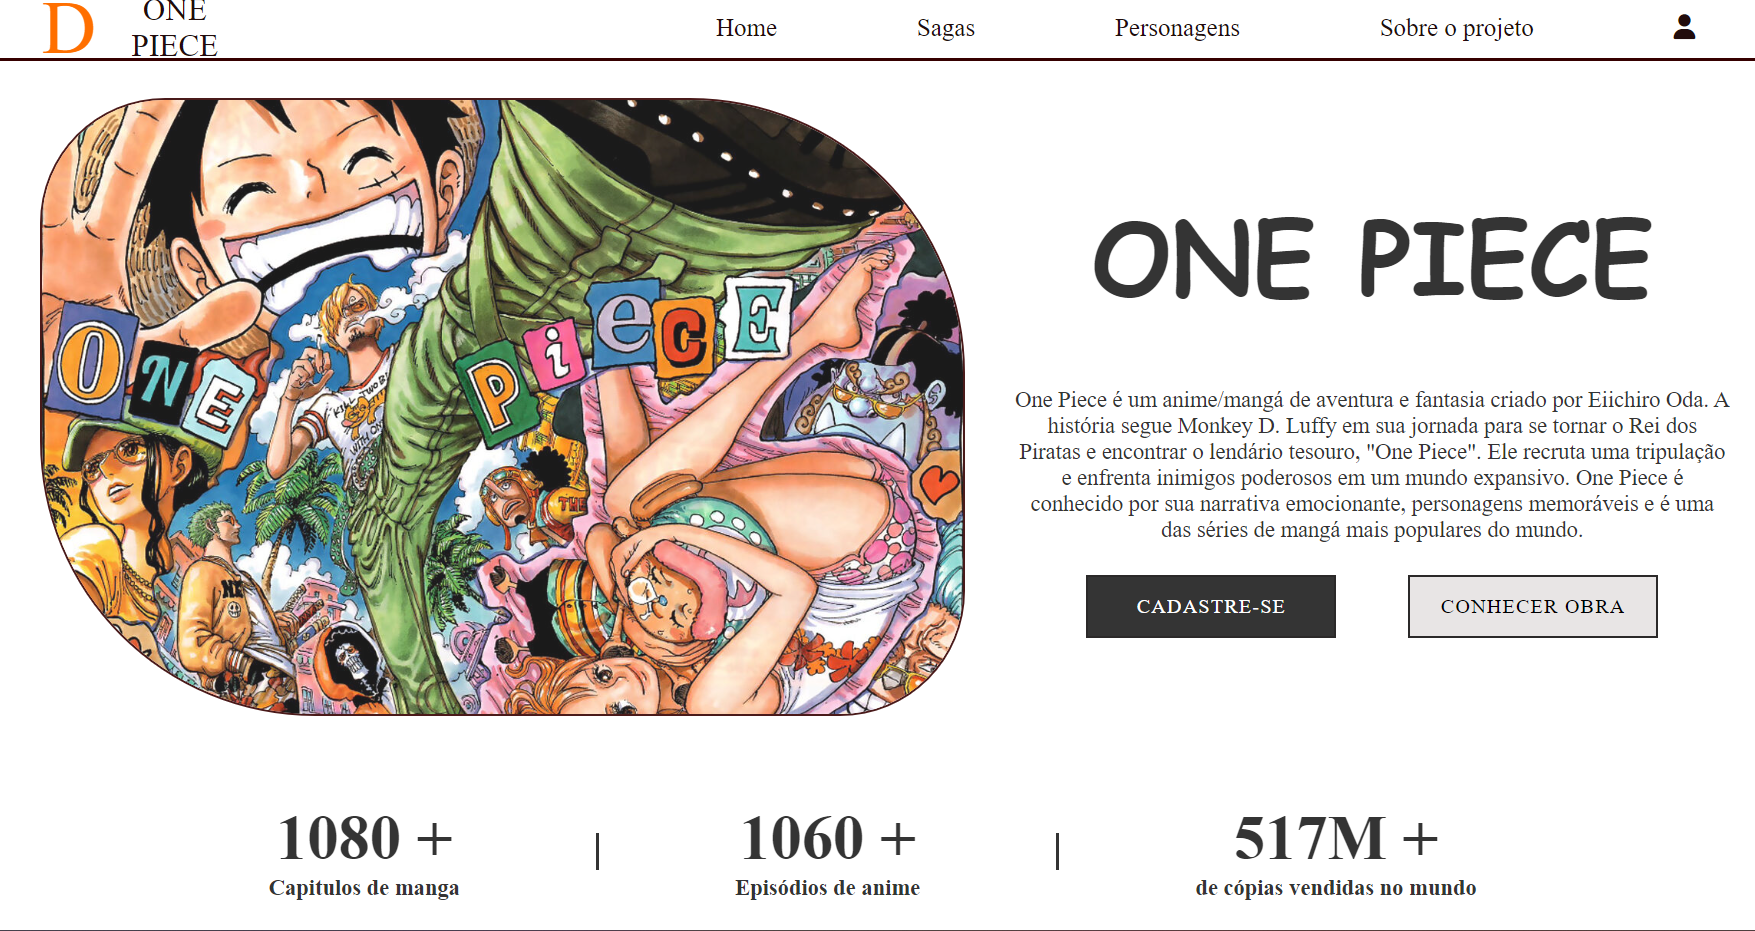 D
ONE
PIECE
Home
Sagas
Personagens
Sobre o projeto
ONE
PIECE
ONE PIECE
One Piece é um anime/mangá de aventura e fantasia criado por Eiichiro Oda. A
história segue Monkey D. Luffy em sua jornada para se tornar o Rei dos
Piratas e encontrar o lendário tesouro, "One Piece". Ele recruta uma tripulação
e enfrenta inimigos poderosos em um mundo expansivo. One Piece é
conhecido por sua narrativa emocionante, personagens memoráveis e é uma
das séries de mangá mais populares do mundo.
CADASTRE-SE
CONHECER OBRA
1080 +
Capitulos de manga
|
1060 +
Episódios de anime
|
517M +
de cópias vendidas no mundo